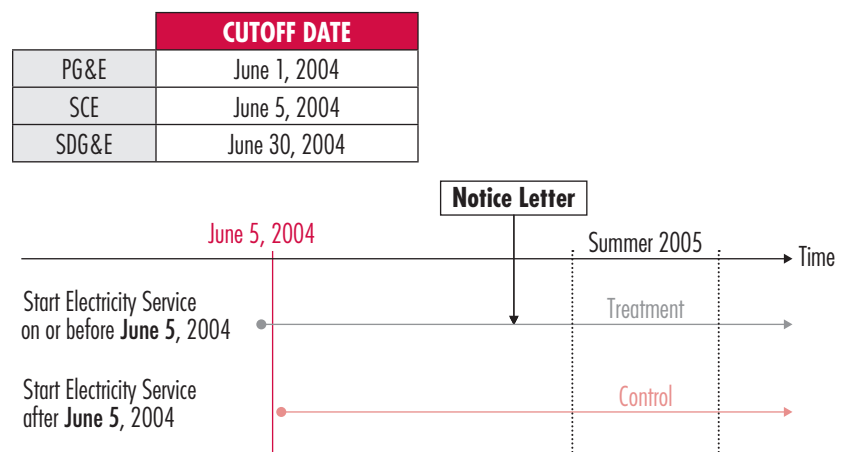 CUTOFF DATE
PG&E June 1, 2004
SCE June 5, 2004
SDG&E June 30, 2004
Notice Letter
June 5, 2004
Summer 2005
Time
Start Electricity Service
on or before June 5, 2004
Treatment
Start Electricity Service
after June 5, 2004
Control